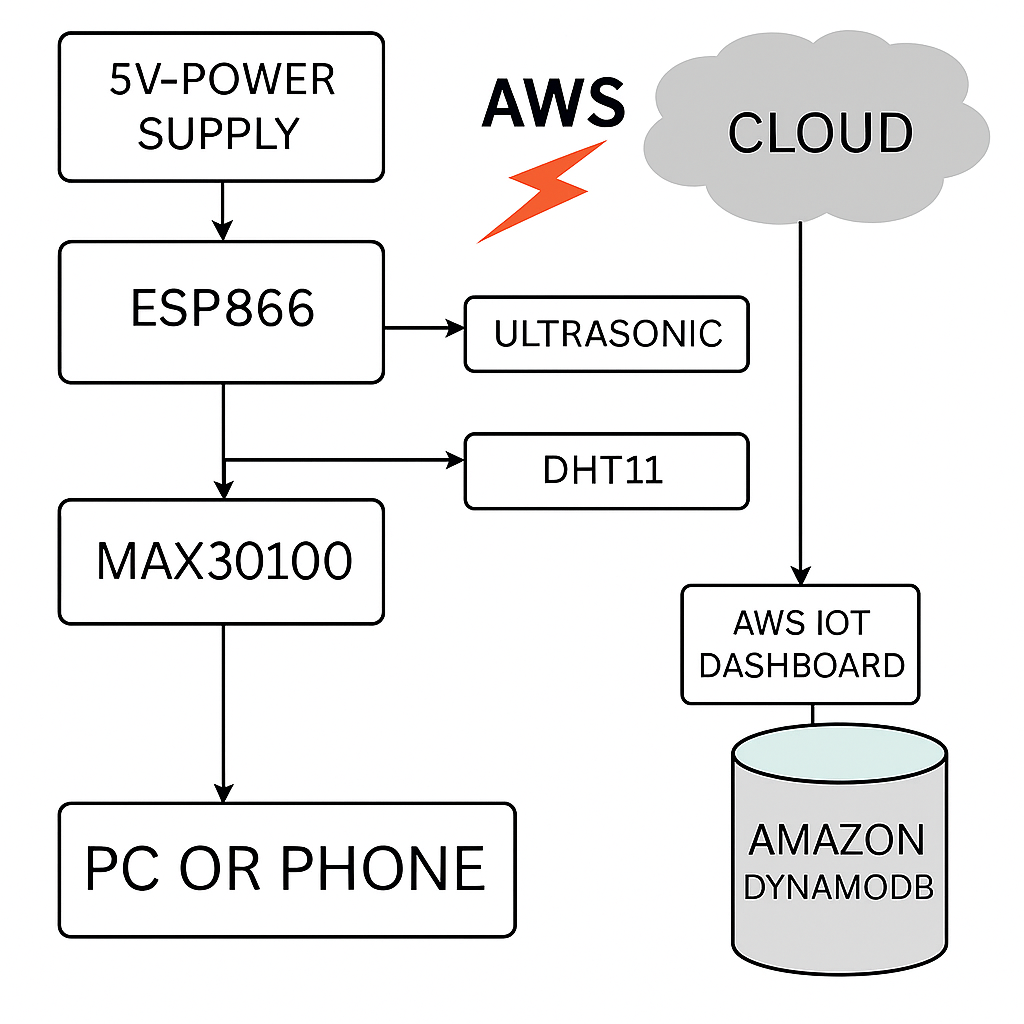 5V-POWER
SUPPLY
AWS
CLOUD
ESP866
ULTRASONIC
DHT11
MAX30100
AWS IOT
DASHBOARD
PC OR PHONE
AMAZON
DYNAMODB